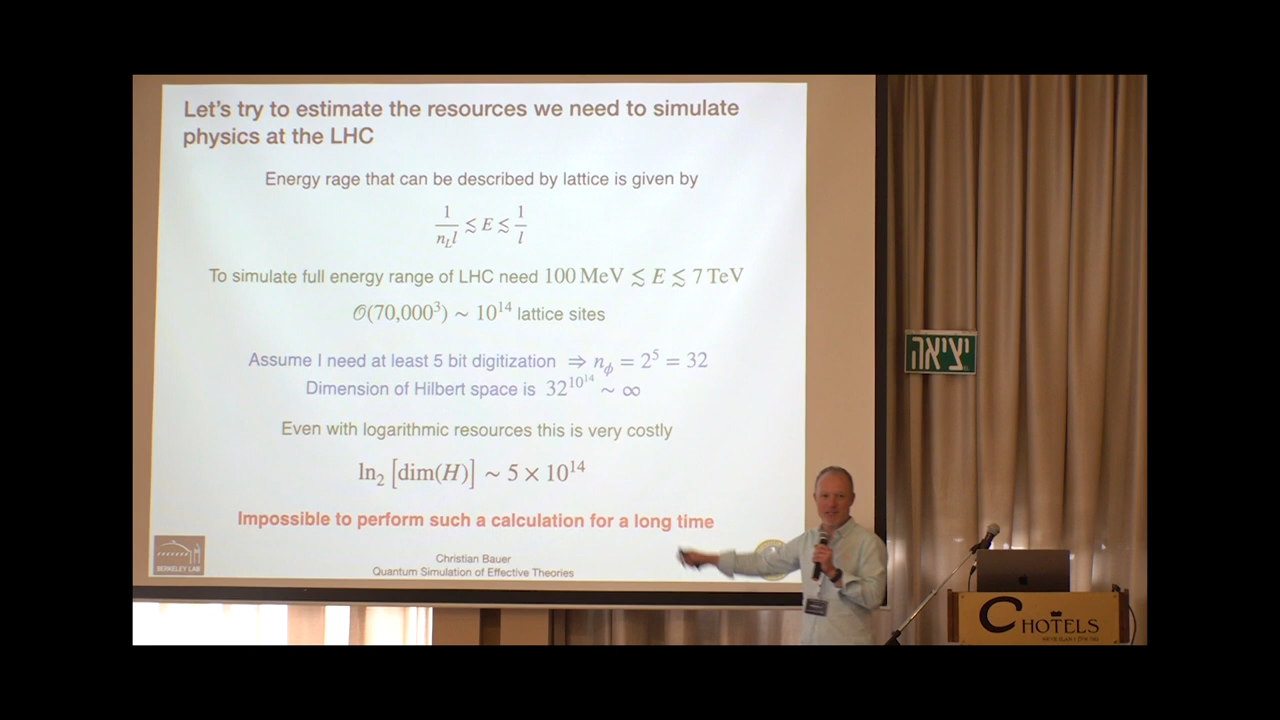 Let's try to estimate the resources we need to simulate
physics at the LHC
Energy rage that can be described by lattice is given by
1/(n_L l) ≲ E ≲ 1/l
To simulate full energy range of LHC need 100 MeV ≲ E ≲ 7 TeV
𝒪(70,000³) ~ 10¹⁴ lattice sites
Assume I need at least 5 bit digitization ⇒ n_ϕ = 2⁵ = 32
Dimension of Hilbert space is 32^{10^{14}} ~ ∞
Even with logarithmic resources this is very costly
ln₂ [dim(H)] ~ 5 × 10¹⁴
Impossible to perform such a calculation for a long time
BERKELEY LAB
Christian Bauer
Quantum Simulation of Effective Theories
יציאה
C HOTELS